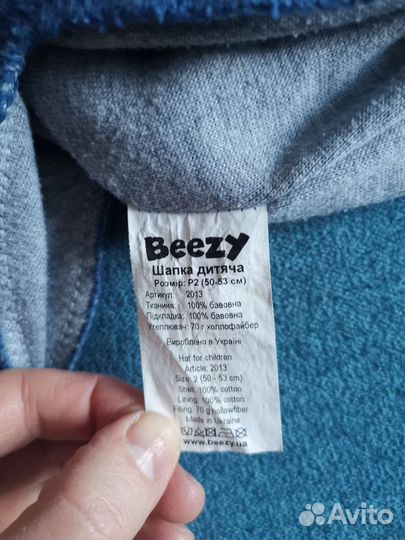 Beezy
Шапка дитяча
Розмір: Р2 (50-53 см)
Артикул: 2013
Тканина: 100% бавовна
Підкладка: 100% бавовна
Утеплювач: 70 г холлофайбер
Вироблено в Україні
Hat for children
Article: 2013
Size: 2 (50 - 53 cm)
Shell: 100% cotton
Lining: 100% cotton
Filing: 70 g hollowfiber
Made in Ukraine
www.beezy.ua
Avito